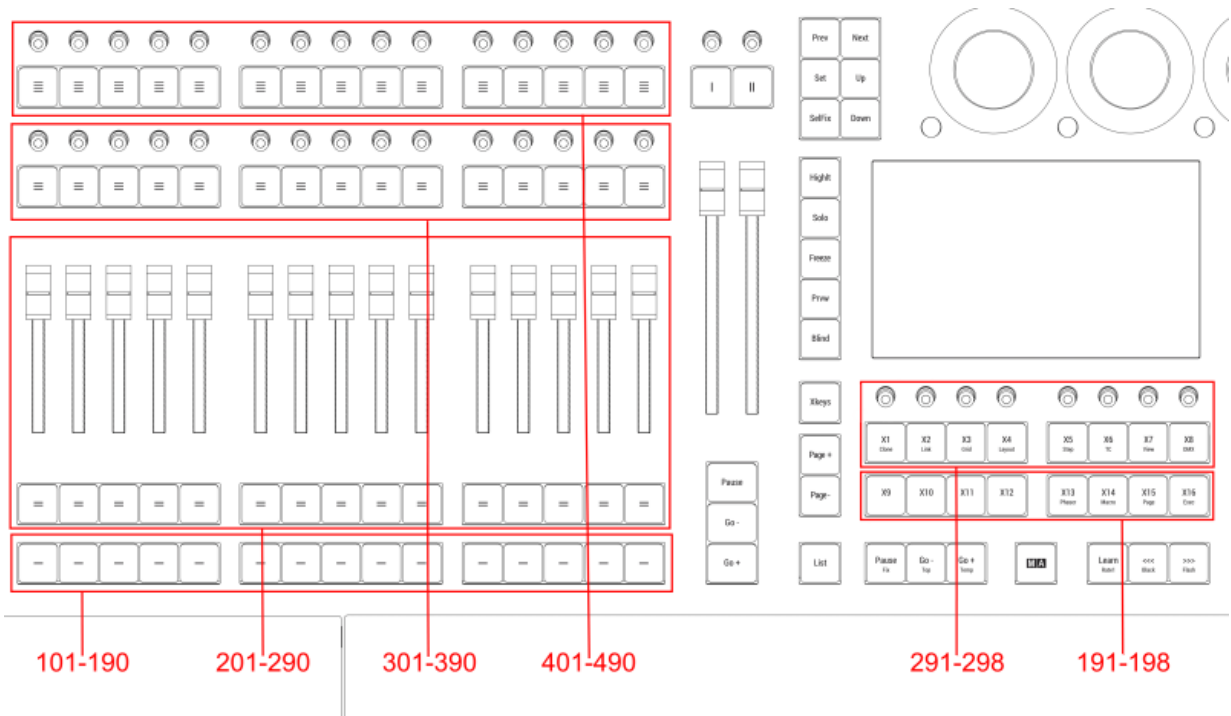 I II
Prev Next
Set Up
SelFix Down
Highlt
Solo
Freeze
Prvw
Blind
Xkeys
X1 X2 X3 X4 X5 X6 X7 X8
Clone Link Grid Layout Step TC View DMX
Page +
X9 X10 X11 X12 X13 X14 X15 X16
Phaser Macro Page Exec
Page-
Pause
Go -
Go +
List
Pause Go - Go + MA Learn <<< >>>
Fix Top Temp Rate1 Black Flash
101-190 201-290 301-390 401-490 291-298 191-198